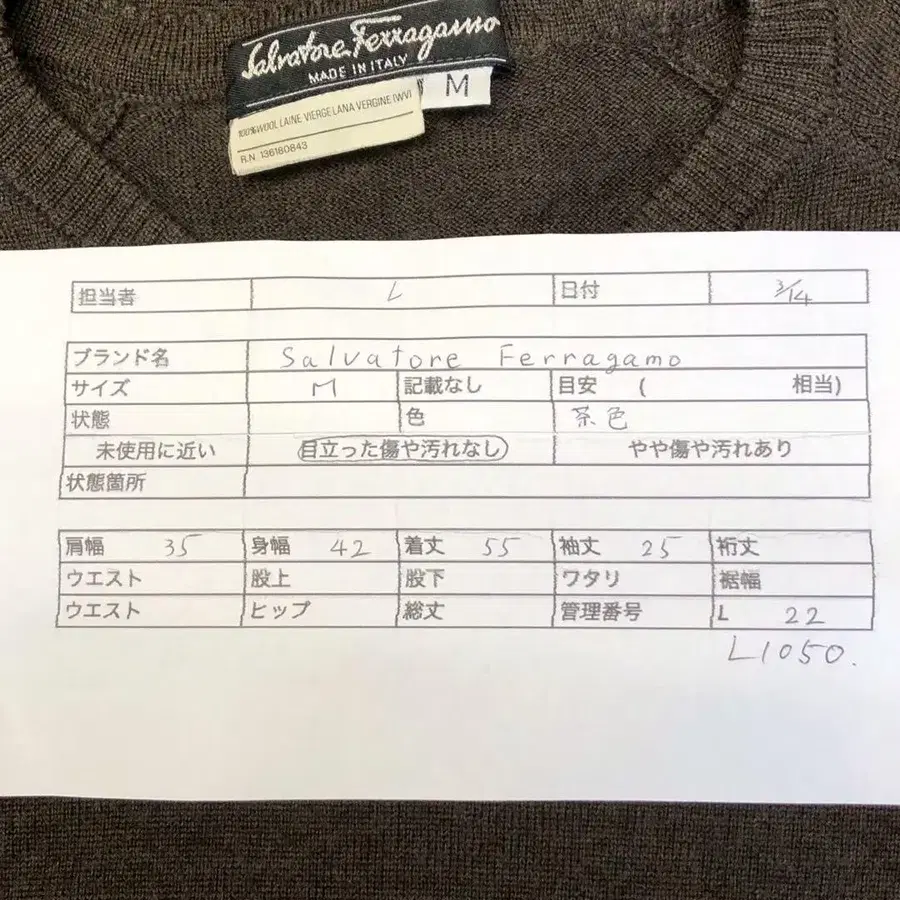 Salvatore Ferragamo
MADE IN ITALY
M
100%WOOL LAINE VIERGE LANA VERGINE (WV)
R.N. 136180843
担当者 L 日付 3/14
ブランド名 Salvatore Ferragamo
サイズ M 記載なし 目安 ( 相当)
状態 色 茶色
未使用に近い 目立った傷や汚れなし やや傷や汚れあり
状態箇所
肩幅 35 身幅 42 着丈 55 袖丈 25 裄丈
ウエスト 股上 股下 ワタリ 裾幅
ウエスト ヒップ 総丈 管理番号 L 22
L1050.